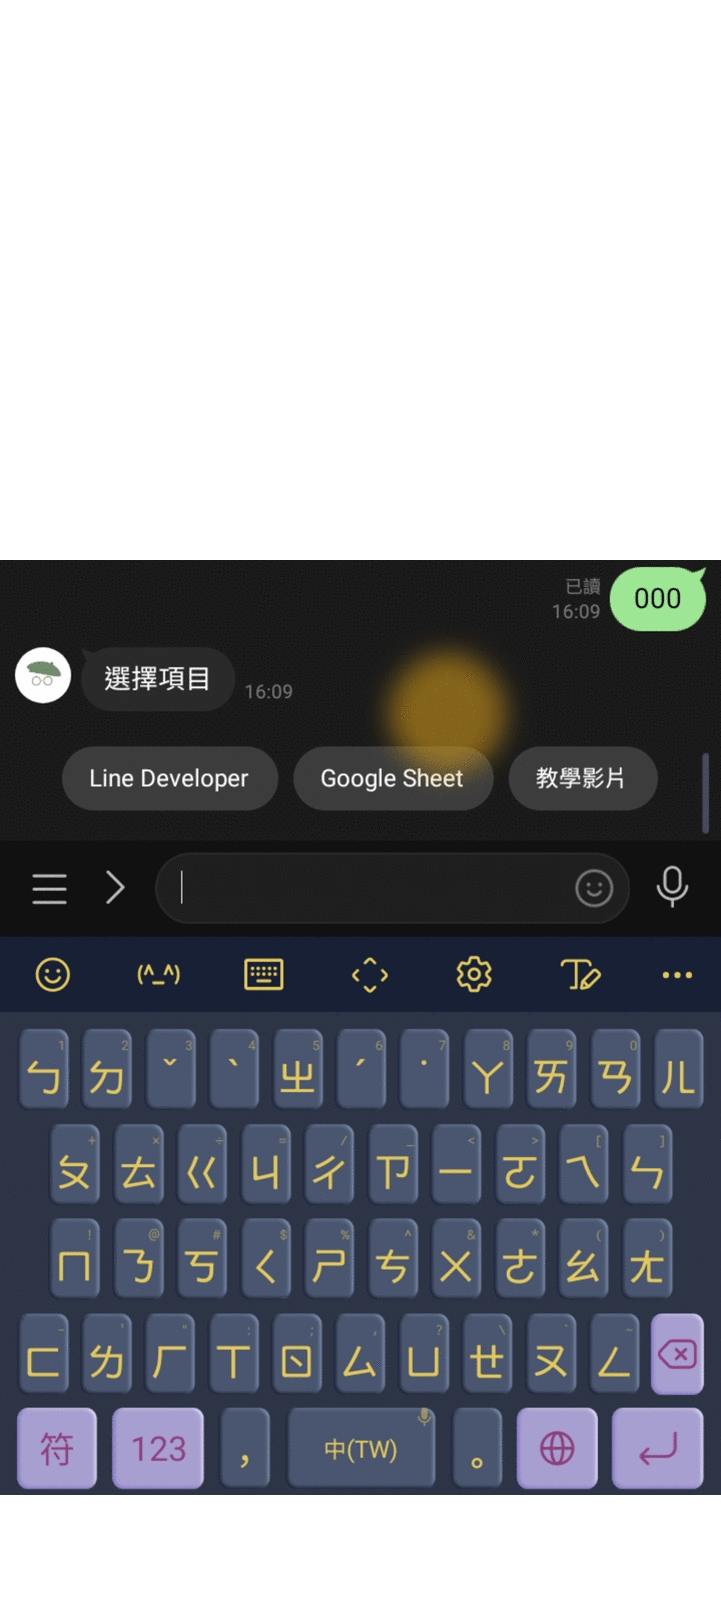 已讀
16:09
000
選擇項目
16:09
Line Developer
Google Sheet
教學影片
(^_^)
1 2 3 4 5 6 7 8 9 0
ㄅ ㄉ ˇ ˋ ㄓ ˊ ˙ ㄚ ㄞ ㄢ ㄦ
+ × ÷ = / _ < > [ ]
ㄆ ㄊ ㄍ ㄐ ㄔ ㄗ ㄧ ㄛ ㄟ ㄣ
! @ # $ % ^ & * ( )
ㄇ ㄋ ㄎ ㄑ ㄕ ㄘ ㄨ ㄜ ㄠ ㄤ
- ' " : ; , ? \ ` ~
ㄈ ㄌ ㄏ ㄒ ㄖ ㄙ ㄩ ㄝ ㄡ ㄥ
符 123 , 中(TW) 。